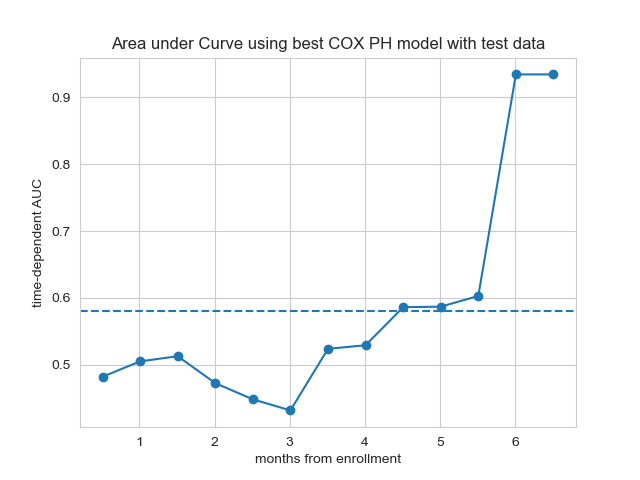 Area under Curve using best COX PH model with test data
time-dependent AUC
0.9
0.8
0.7
0.6
0.5
1 2 3 4 5 6
months from enrollment